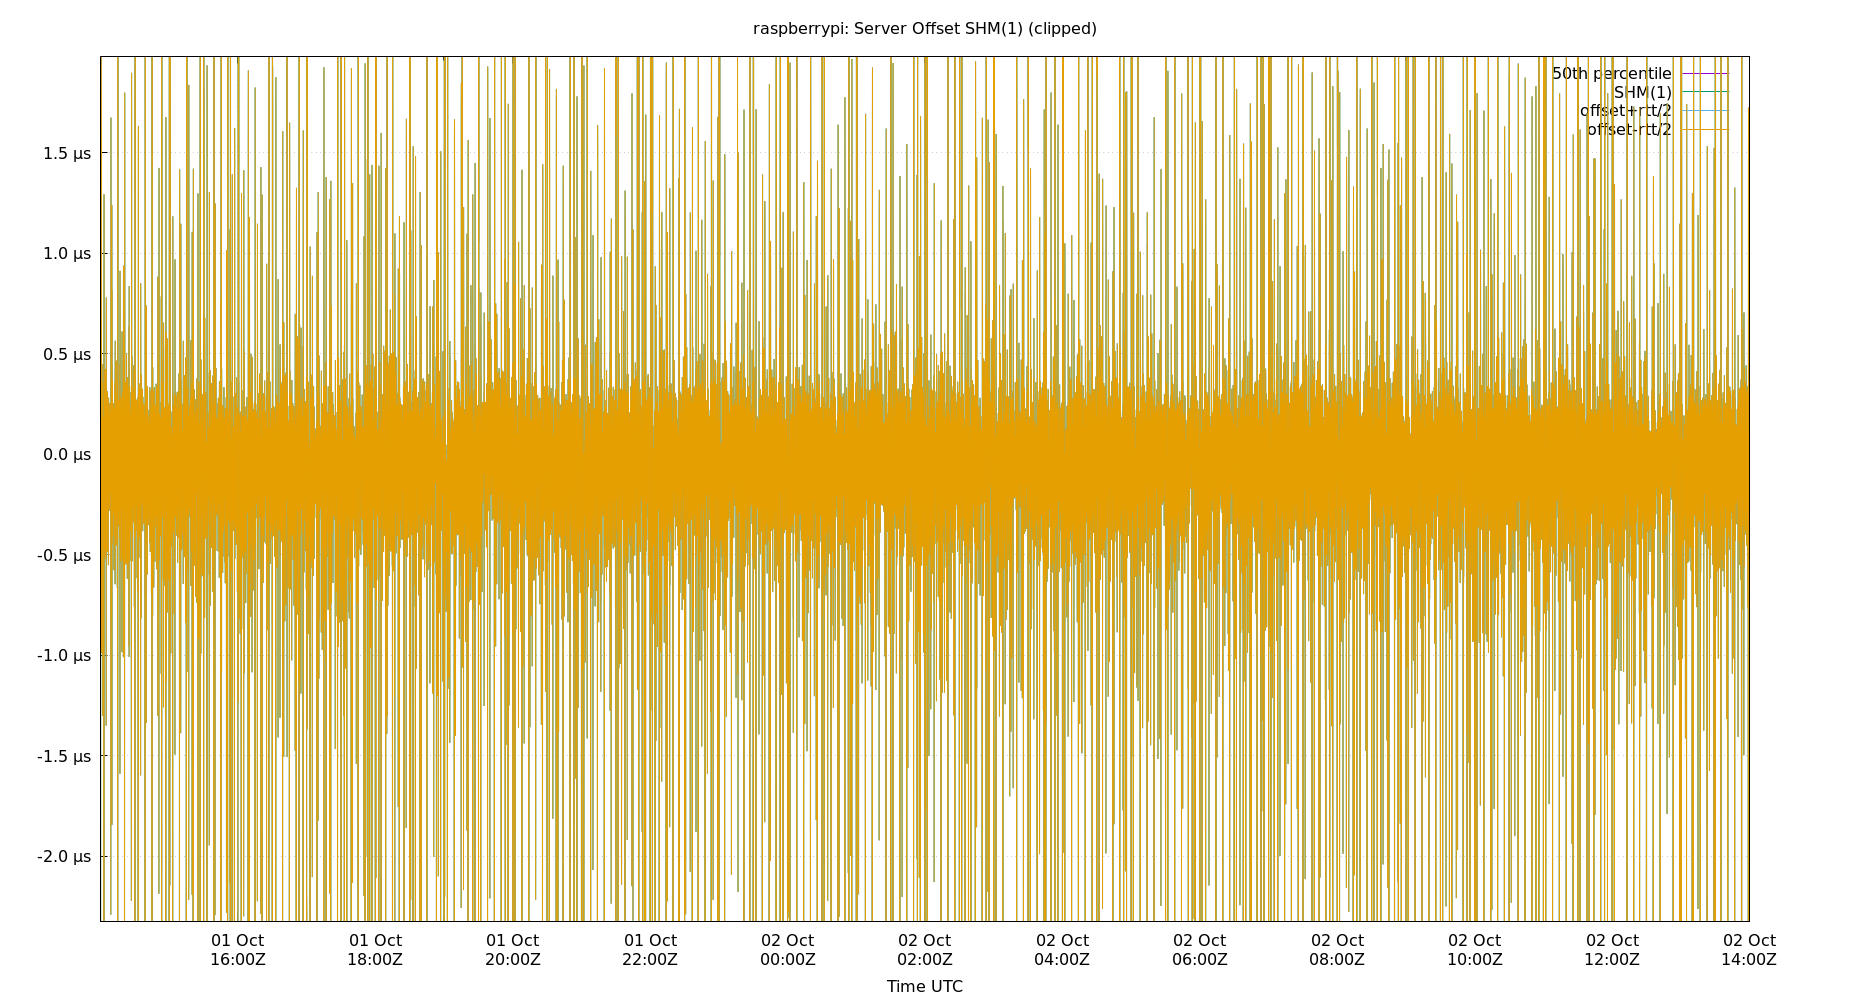 raspberrypi: Server Offset SHM(1) (clipped)
50th percentile
SHM(1)
offset+rtt/2
offset-rtt/2
1.5 µs
1.0 µs
0.5 µs
0.0 µs
-0.5 µs
-1.0 µs
-1.5 µs
-2.0 µs
01 Oct 01 Oct 01 Oct 01 Oct 02 Oct 02 Oct 02 Oct 02 Oct 02 Oct 02 Oct 02 Oct 02 Oct
16:00Z 18:00Z 20:00Z 22:00Z 00:00Z 02:00Z 04:00Z 06:00Z 08:00Z 10:00Z 12:00Z 14:00Z
Time UTC